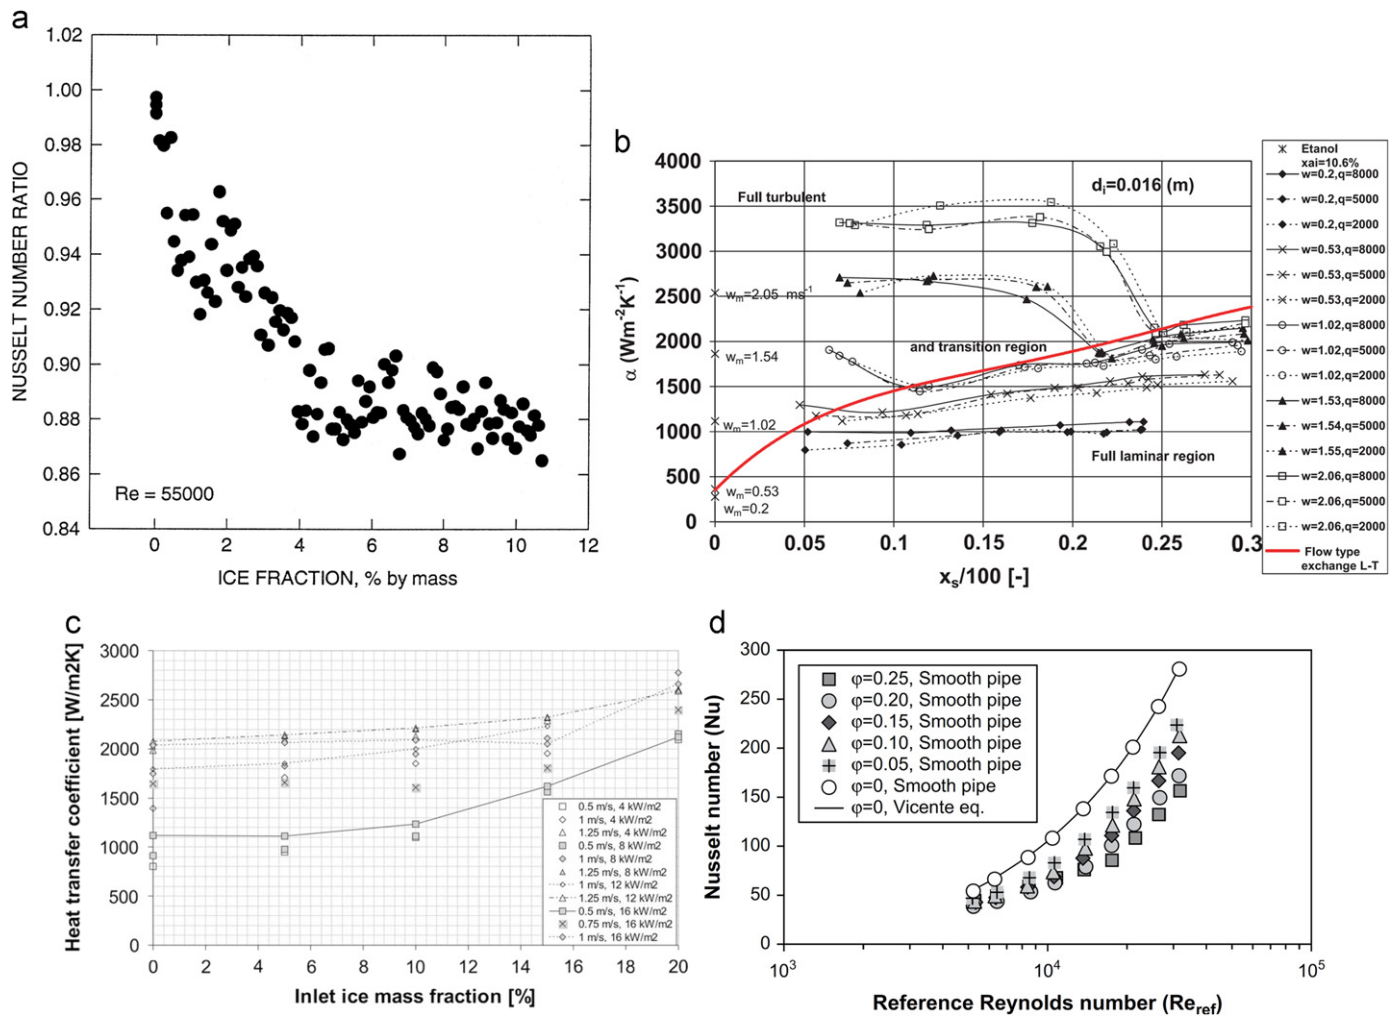 a
1.02
1.00
0.98
0.96
0.94
0.92
0.90
0.88
0.86
0.84
NUSSELT NUMBER RATIO
Re = 55000
0 2 4 6 8 10 12
ICE FRACTION, % by mass
b
4000
3500
3000
2500
2000
1500
1000
500
0
α (Wm⁻²K⁻¹)
dᵢ=0.016 (m)
Full turbulent
wₘ=2.05 ms⁻¹
and transition region
wₘ=1.54
wₘ=1.02
Full laminar region
wₘ=0.53
wₘ=0.2
0 0.05 0.1 0.15 0.2 0.25 0.3
xₛ/100 [-]
Etanol
xai=10.6%
w=0.2,q=8000
w=0.2,q=5000
w=0.2,q=2000
w=0.53,q=8000
w=0.53,q=5000
w=0.53,q=2000
w=1.02,q=8000
w=1.02,q=5000
w=1.02,q=2000
w=1.53,q=8000
w=1.54,q=5000
w=1.55,q=2000
w=2.06,q=8000
w=2.06,q=5000
w=2.06,q=2000
Flow type
exchange L-T
c
3000
2500
2000
1500
1000
500
0
Heat transfer coefficient [W/m2K]
0.5 m/s, 4 kW/m2
1 m/s, 4 kW/m2
1.25 m/s, 4 kW/m2
0.5 m/s, 8 kW/m2
1 m/s, 8 kW/m2
1.25 m/s, 8 kW/m2
1 m/s, 12 kW/m2
1.25 m/s, 12 kW/m2
0.5 m/s, 16 kW/m2
0.75 m/s, 16 kW/m2
1 m/s, 16 kW/m2
0 2 4 6 8 10 12 14 16 18 20
Inlet ice mass fraction [%]
d
300
250
200
150
100
50
0
Nusselt number (Nu)
φ=0.25, Smooth pipe
φ=0.20, Smooth pipe
φ=0.15, Smooth pipe
φ=0.10, Smooth pipe
φ=0.05, Smooth pipe
φ=0, Smooth pipe
φ=0, Vicente eq.
10³ 10⁴ 10⁵
Reference Reynolds number (Re_ref)